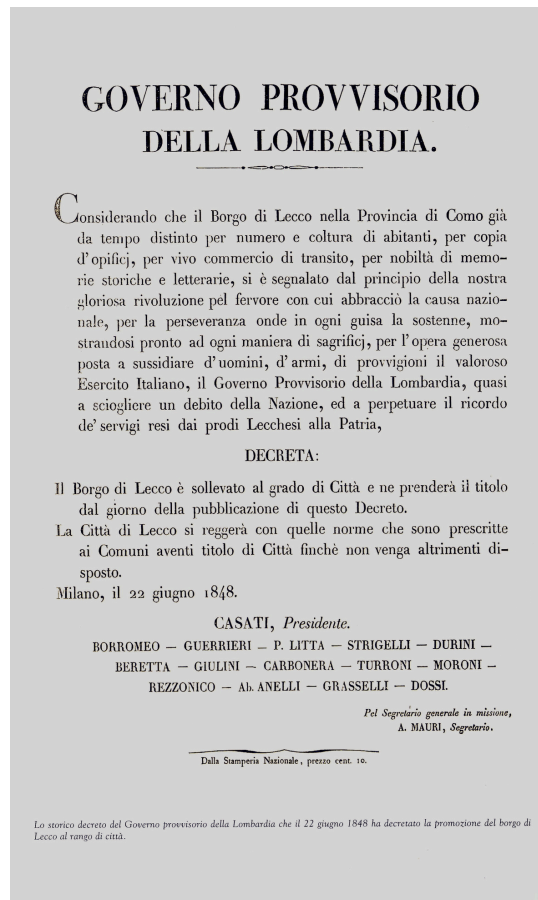 GOVERNO PROVVISORIO
DELLA LOMBARDIA.
Considerando che il Borgo di Lecco nella Provincia di Como già
da tempo distinto per numero e coltura di abitanti, per copia
d'opificj, per vivo commercio di transito, per nobiltà di memo-
rie storiche e letterarie, si è segnalato dal principio della nostra
gloriosa rivoluzione pel fervore con cui abbracciò la causa nazio-
nale, per la perseveranza onde in ogni guisa la sostenne, mo-
strandosi pronto ad ogni maniera di sagrificj, per l'opera generosa
posta a sussidiare d'uomini, d'armi, di provvigioni il valoroso
Esercito Italiano, il Governo Provvisorio della Lombardia, quasi
a sciogliere un debito della Nazione, ed a perpetuare il ricordo
de' servigi resi dai prodi Lecchesi alla Patria,
DECRETA:
Il Borgo di Lecco è sollevato al grado di Città e ne prenderà il titolo
dal giorno della pubblicazione di questo Decreto.
La Città di Lecco si reggerà con quelle norme che sono prescritte
ai Comuni aventi titolo di Città finchè non venga altrimenti di-
sposto.
Milano, il 22 giugno 1848.
CASATI, Presidente.
BORROMEO — GUERRIERI — P. LITTA — STRIGELLI — DURINI —
BERETTA — GIULINI — CARBONERA — TURRONI — MORONI —
REZZONICO — Ab. ANELLI — GRASSELLI — DOSSI.
Pel Segretario generale in missione,
A. MAURI, Segretario.
Dalla Stamperia Nazionale, prezzo cent. 10.
Lo storico decreto del Governo provvisorio della Lombardia che il 22 giugno 1848 ha decretato la promozione del borgo di
Lecco al rango di città.